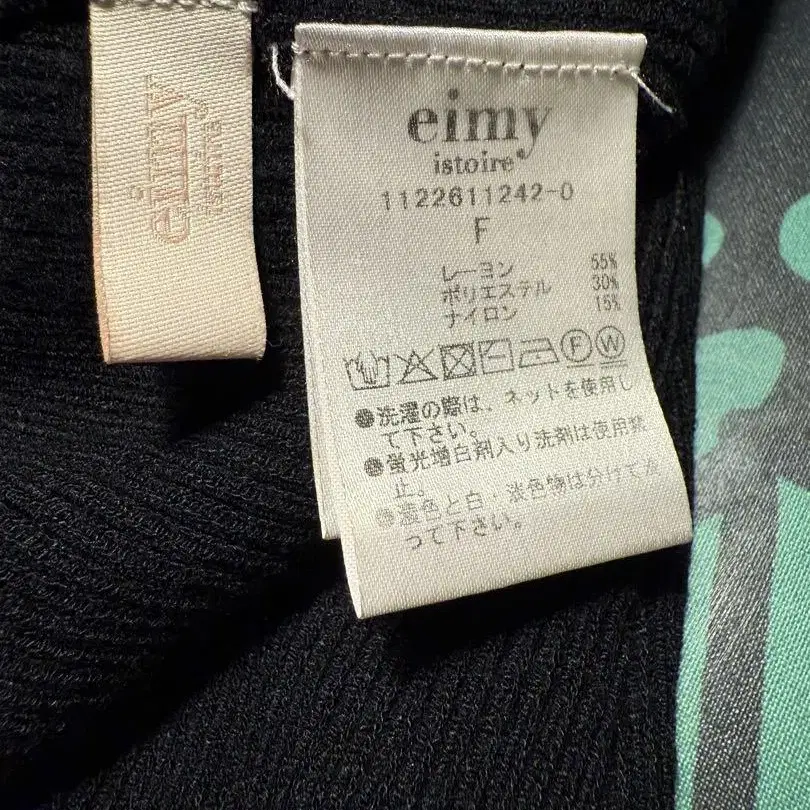 eimy
istoire
eimy
istoire
1122611242-0
F
レーヨン 55%
ポリエステル 30%
ナイロン 15%
F W
●洗濯の際は、ネットを使用し
て下さい。
●蛍光増白剤入り洗剤は使用禁
止。
●濃色と白・淡色物は分けて
って下さい。